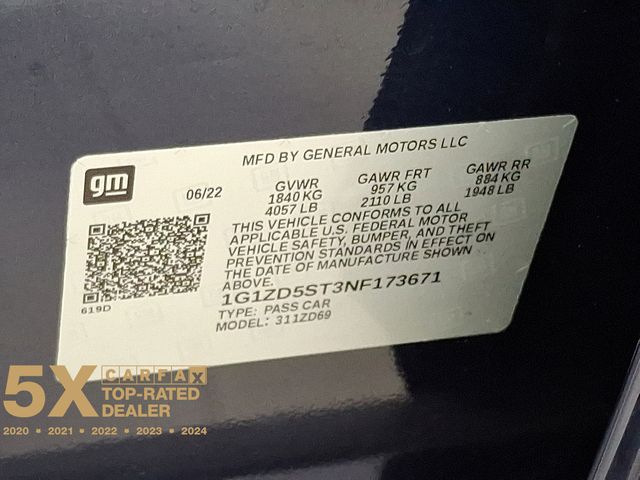 MFD BY GENERAL MOTORS LLC
gm
06/22
GVWR
1840 KG
4057 LB
GAWR FRT
957 KG
2110 LB
GAWR RR
884 KG
1948 LB
THIS VEHICLE CONFORMS TO ALL
APPLICABLE U.S. FEDERAL MOTOR
VEHICLE SAFETY, BUMPER, AND THEFT
PREVENTION STANDARDS IN EFFECT ON
THE DATE OF MANUFACTURE SHOWN
ABOVE.
619D
1G1ZD5ST3NF173671
TYPE: PASS CAR
MODEL: 311ZD69
5X CARFAX
TOP-RATED
DEALER
2020 • 2021 • 2022 • 2023 • 2024